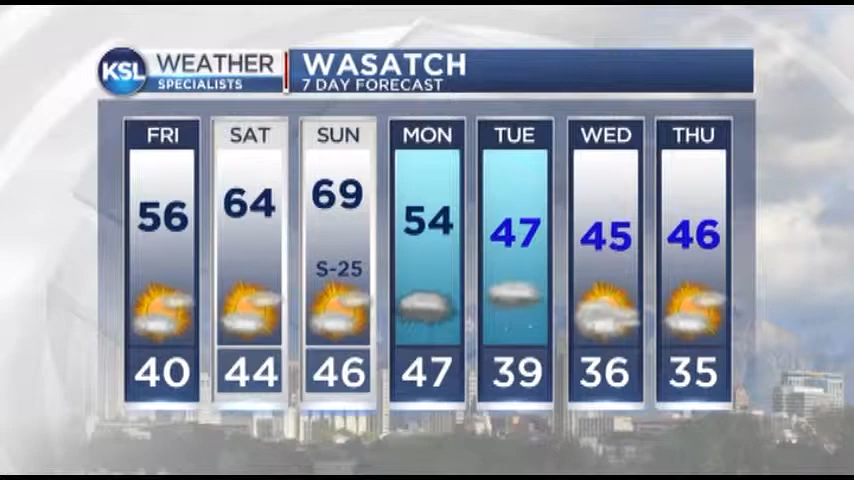 KSL WEATHER
SPECIALISTS
WASATCH
7 DAY FORECAST
FRI SAT SUN MON TUE WED THU
56 64 69 54 47 45 46
S-25
40 44 46 47 39 36 35